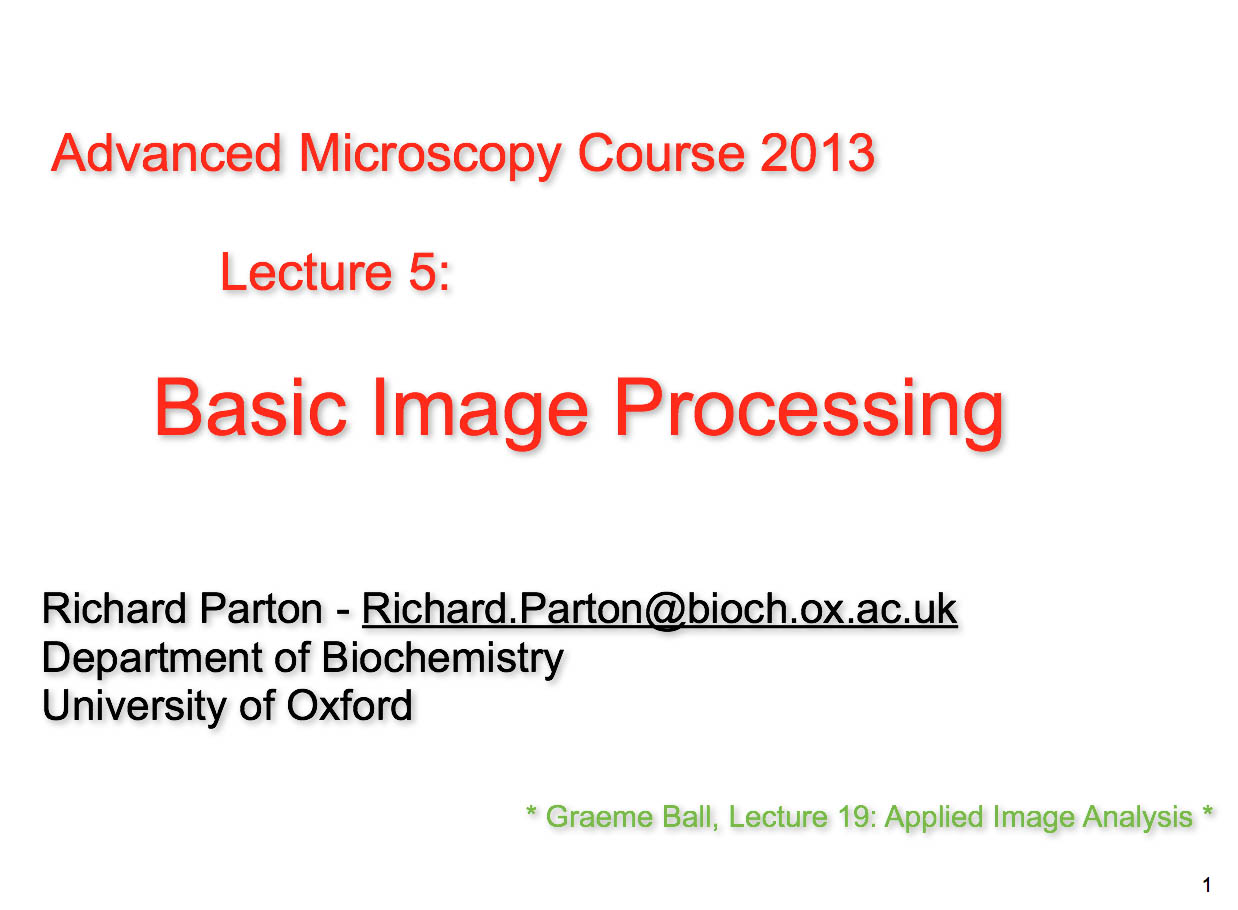 Advanced Microscopy Course 2013
Lecture 5:
Basic Image Processing
Richard Parton - Richard.Parton@bioch.ox.ac.uk
Department of Biochemistry
University of Oxford
* Graeme Ball, Lecture 19: Applied Image Analysis *
1